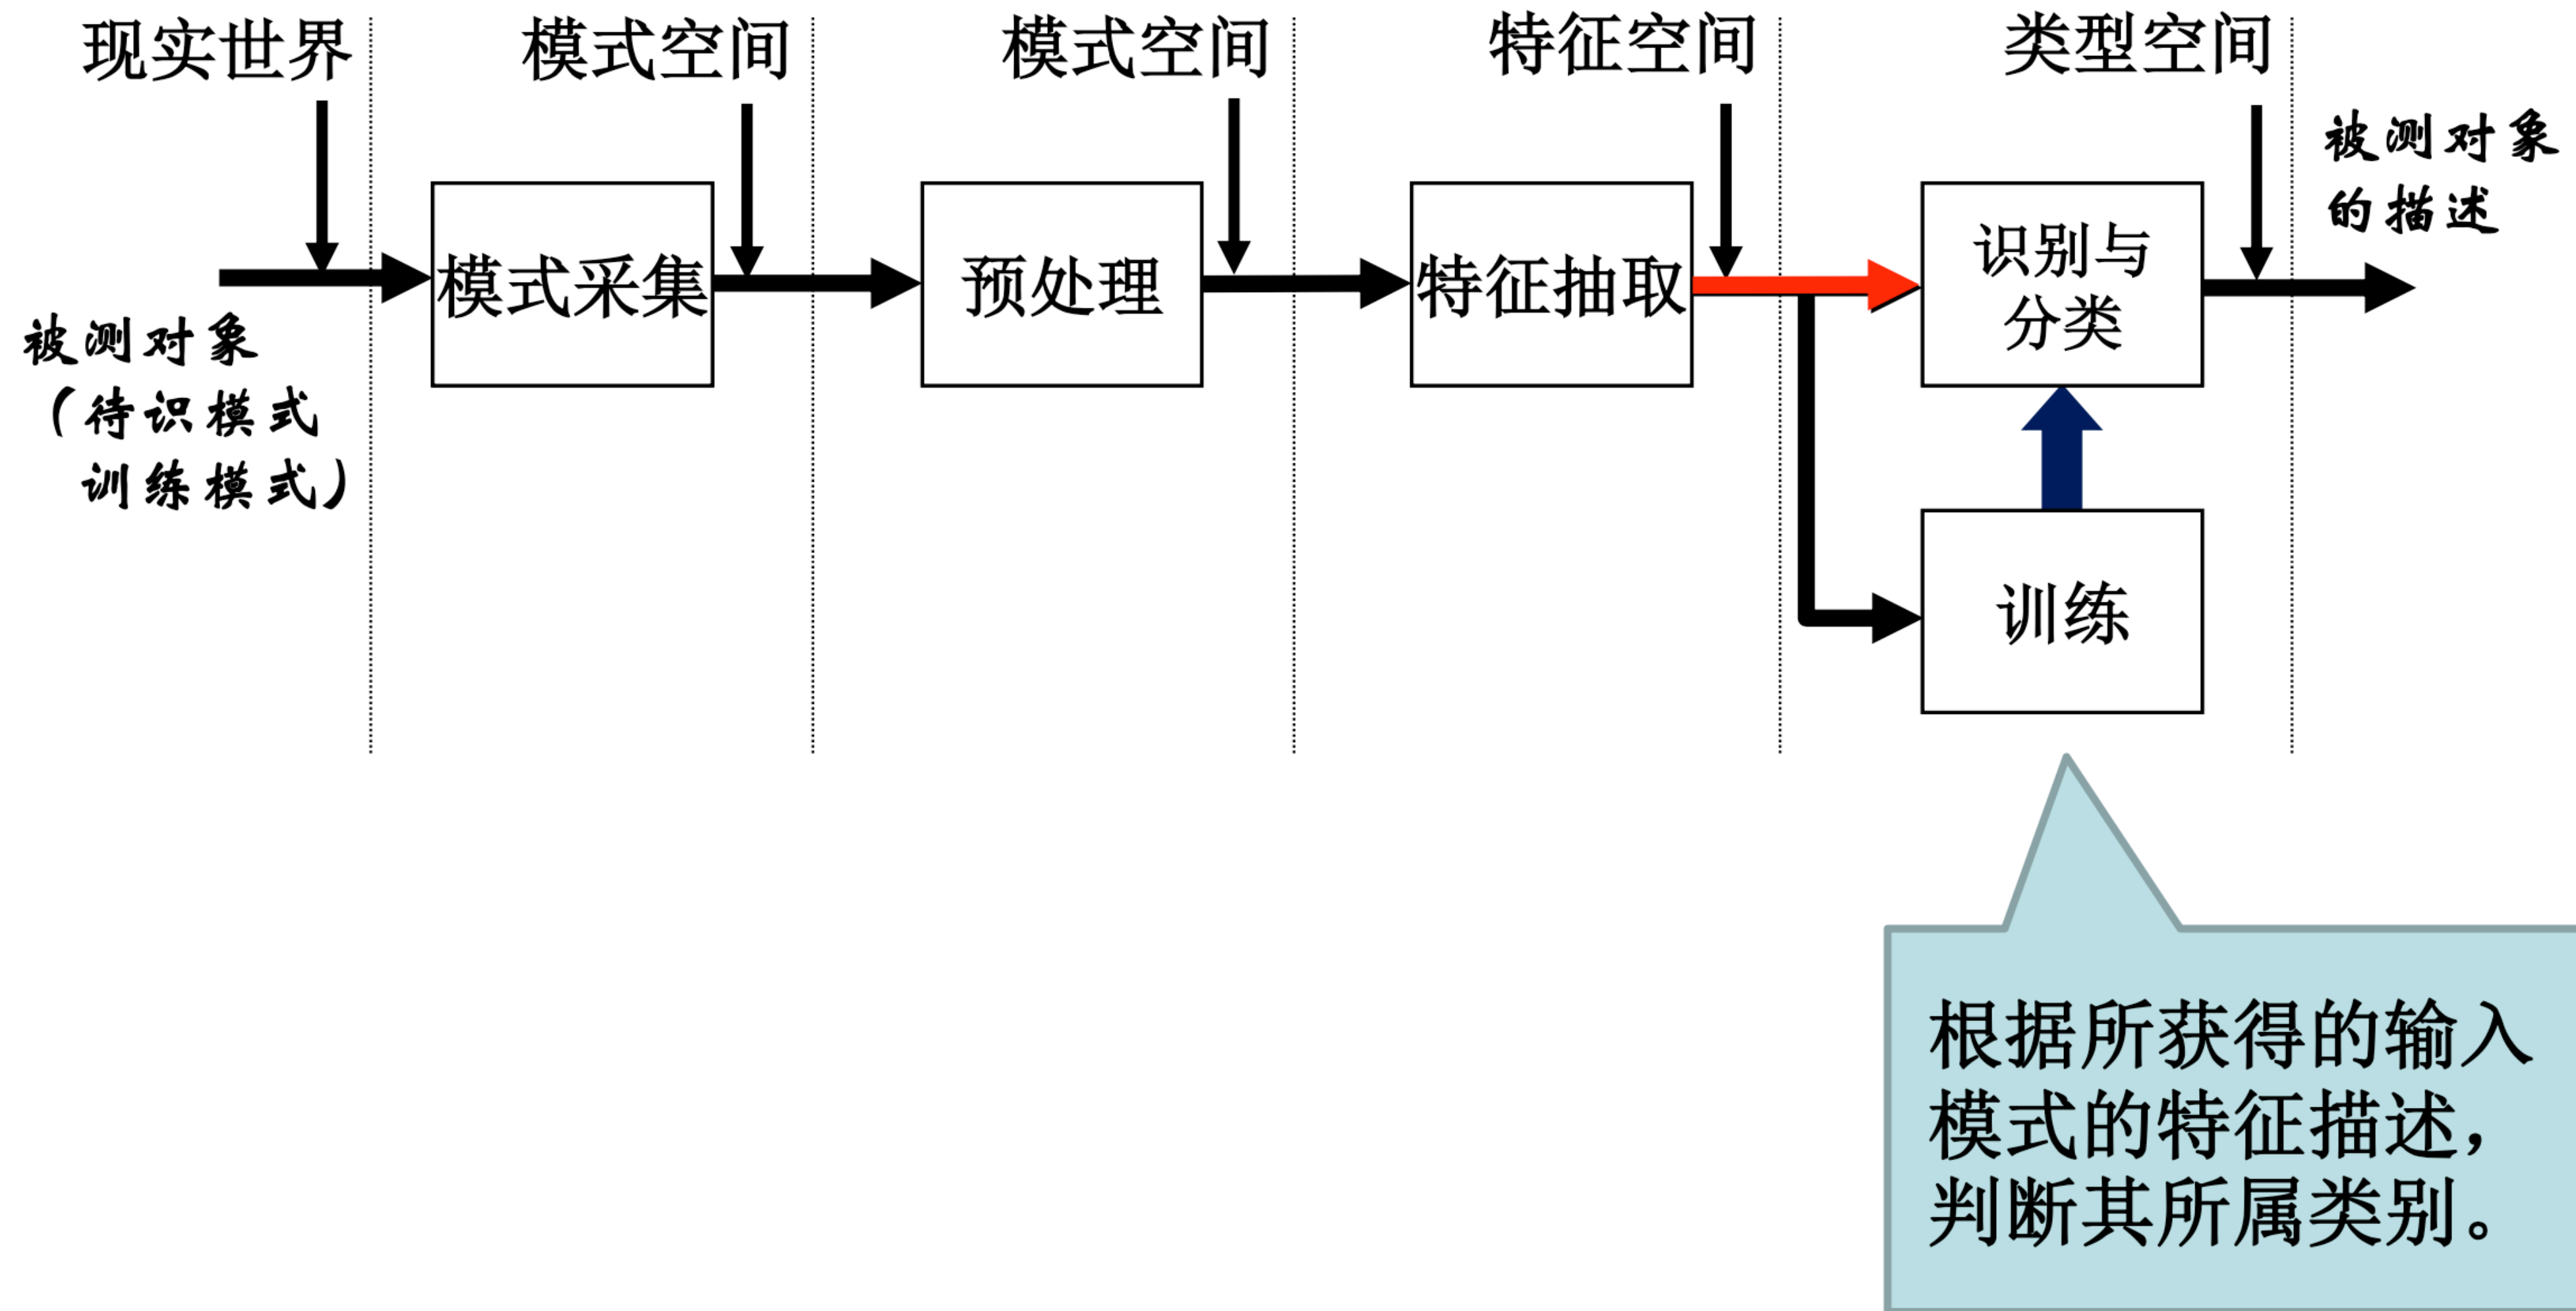 现实世界
模式空间
模式空间
特征空间
类型空间
被测对象
的描述
模式采集
预处理
特征抽取
识别与
分类
被测对象
（待识模式
训练模式）
训练
根据所获得的输入
模式的特征描述，
判断其所属类别。